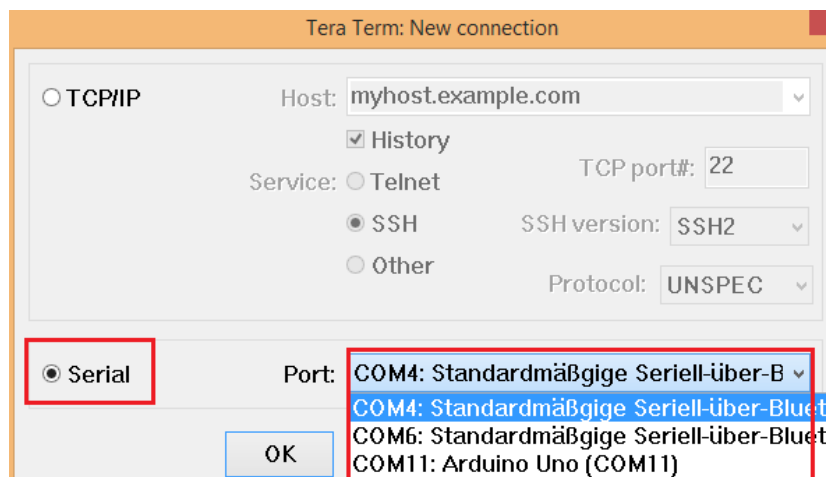 Tera Term: New connection
TCP/IP
Host: myhost.example.com
History
Service: Telnet
TCP port#: 22
SSH
SSH version: SSH2
Other
Protocol: UNSPEC
Serial
Port: COM4: Standardmäßgige Seriell-über-B
COM4: Standardmäßgige Seriell-über-Bluet
COM6: Standardmäßgige Seriell-über-Bluet
OK
COM11: Arduino Uno (COM11)